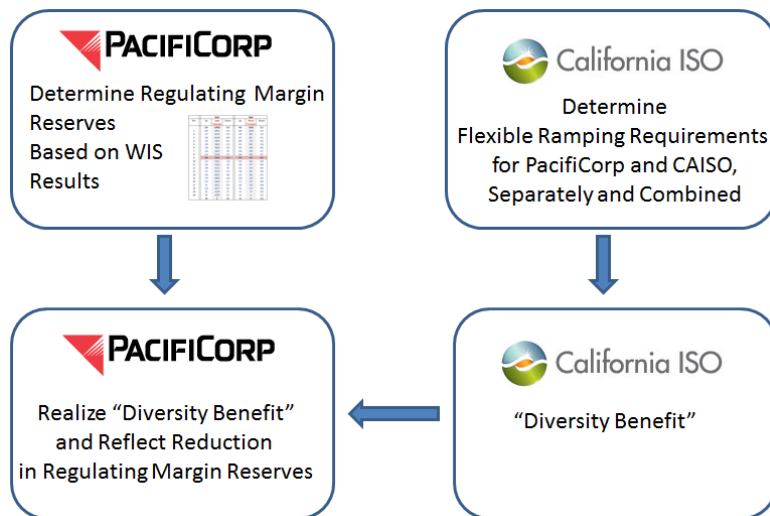 PACIFICORP
Determine Regulating Margin
Reserves
Based on WIS
Results
California ISO
Determine
Flexible Ramping Requirements
for PacifiCorp and CAISO,
Separately and Combined
PACIFICORP
Realize “Diversity Benefit”
and Reflect Reduction
in Regulating Margin Reserves
California ISO
“Diversity Benefit”